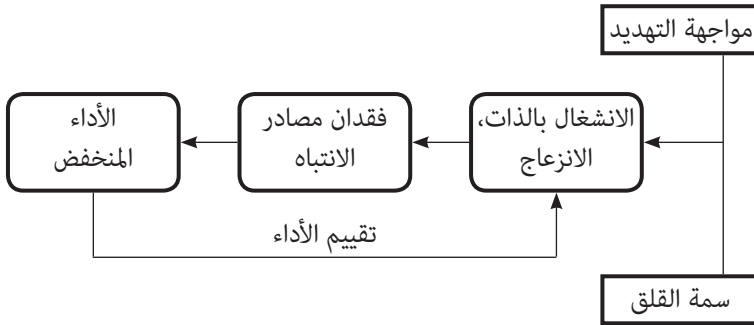 مواجهة التهديد
الانشغال بالذات،
الانزعاج
فقدان مصادر
الانتباه
الأداء
المنخفض
تقييم الأداء
سمة القلق